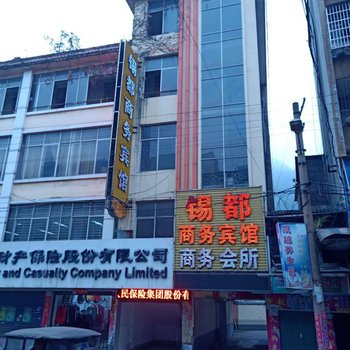 锡都商务宾馆
锡都
商务宾馆
商务会所
财产保险股份有限公司
and Casualty Company Limited
民保险集团股份有